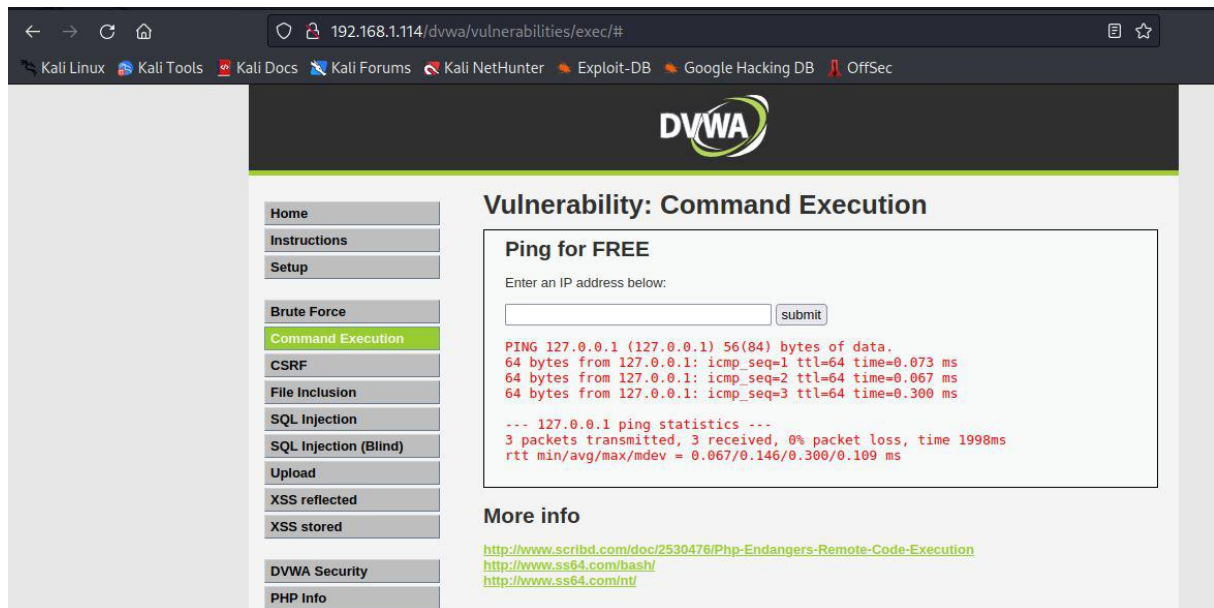 192.168.1.114/dvwa/vulnerabilities/exec/#
Kali Linux Kali Tools Kali Docs Kali Forums Kali NetHunter Exploit-DB Google Hacking DB OffSec
DVWA
Home
Instructions
Setup
Brute Force
Command Execution
CSRF
File Inclusion
SQL Injection
SQL Injection (Blind)
Upload
XSS reflected
XSS stored
DVWA Security
PHP Info
Vulnerability: Command Execution
Ping for FREE
Enter an IP address below:
submit
PING 127.0.0.1 (127.0.0.1) 56(84) bytes of data.
64 bytes from 127.0.0.1: icmp_seq=1 ttl=64 time=0.073 ms
64 bytes from 127.0.0.1: icmp_seq=2 ttl=64 time=0.067 ms
64 bytes from 127.0.0.1: icmp_seq=3 ttl=64 time=0.300 ms
--- 127.0.0.1 ping statistics ---
3 packets transmitted, 3 received, 0% packet loss, time 1998ms
rtt min/avg/max/mdev = 0.067/0.146/0.300/0.109 ms
More info
http://www.scribd.com/doc/2530476/Php-Endangers-Remote-Code-Execution
http://www.ss64.com/bash/
http://www.ss64.com/nt/